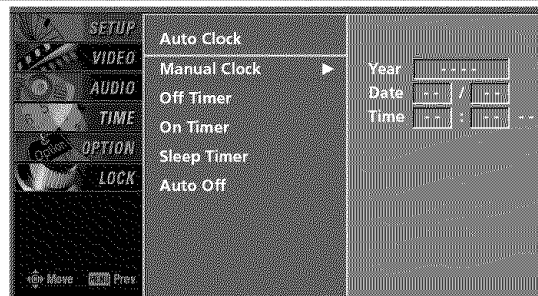 SETUP
VIDEO
AUDIO
TIME
Option OPTION
LOCK
Move MENU Prev.
Auto Clock
Manual Clock ►
Off Timer
On Timer
Sleep Timer
Auto Off
Year - - - -
Date - - / - -
Time - - : - - - -